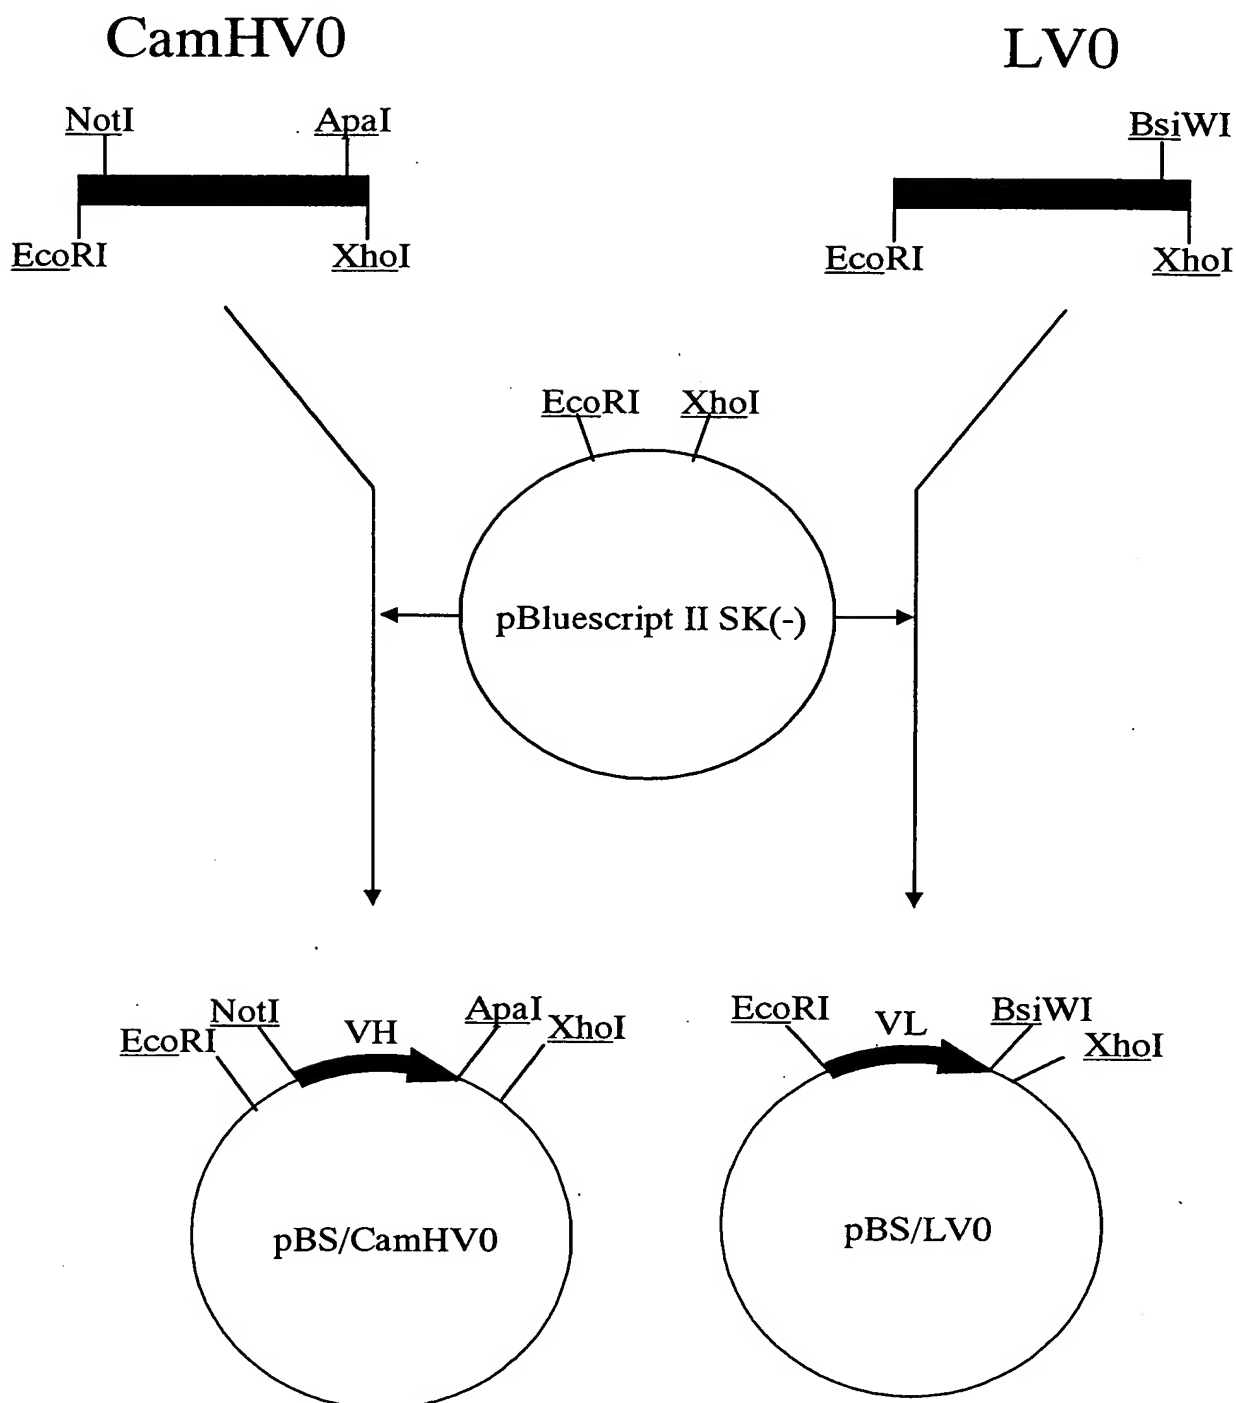 CamHV0
LV0
NotI
ApaI
BsiWI
EcoRI
XhoI
EcoRI
XhoI
EcoRI
XhoI
pBluescript II SK(-)
EcoRI
NotI
VH
ApaI
XhoI
EcoRI
VL
BsiWI
XhoI
pBS/CamHV0
pBS/LV0